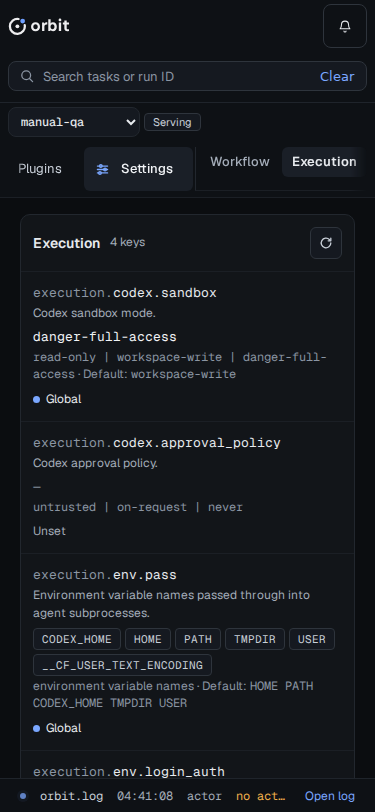 orbit
Search tasks or run ID Clear
manual-qa Serving
Plugins Settings Workflow Execution
Execution 4 keys
execution.codex.sandbox
Codex sandbox mode.
danger-full-access
read-only | workspace-write | danger-full-
access · Default: workspace-write
Global
execution.codex.approval_policy
Codex approval policy.
—
untrusted | on-request | never
Unset
execution.env.pass
Environment variable names passed through into
agent subprocesses.
CODEX_HOME HOME PATH TMPDIR USER
__CF_USER_TEXT_ENCODING
environment variable names · Default: HOME PATH
CODEX_HOME TMPDIR USER
Global
execution.env.login_auth
orbit.log 04:41:08 actor no act… Open log